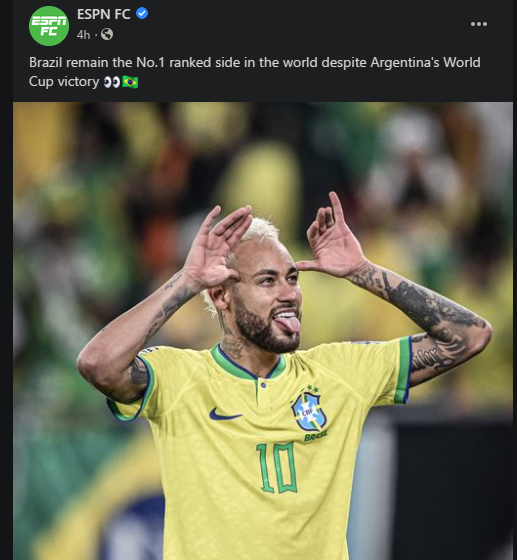 ESPN FC
ESPN
FC
4h ·
Brazil remain the No.1 ranked side in the world despite Argentina's World
Cup victory 👀🇧🇷
CBF
BRASIL
10